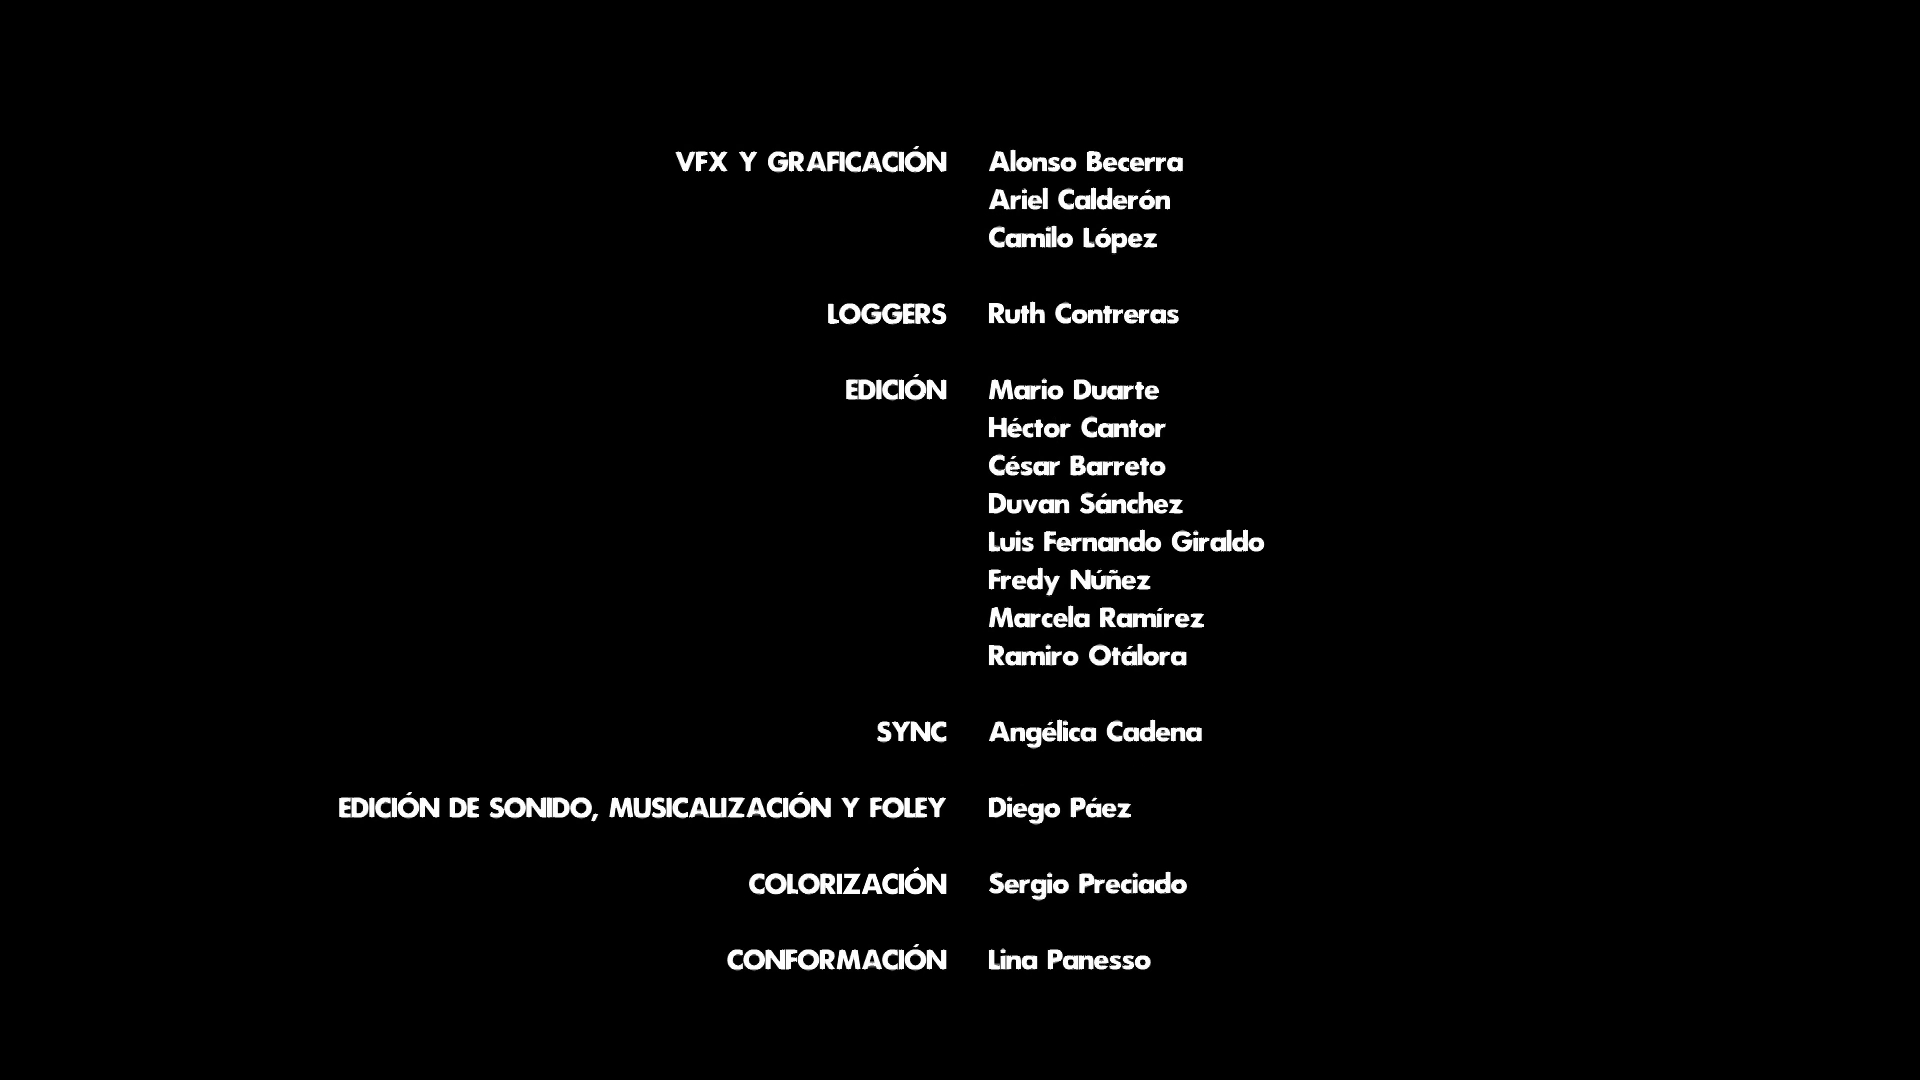 VFX Y GRAFICACIÓN Alonso Becerra
Ariel Calderón
Camilo López
LOGGERS Ruth Contreras
EDICIÓN Mario Duarte
Héctor Cantor
César Barreto
Duvan Sánchez
Luis Fernando Giraldo
Fredy Núñez
Marcela Ramírez
Ramiro Otálora
SYNC Angélica Cadena
EDICIÓN DE SONIDO, MUSICALIZACIÓN Y FOLEY Diego Páez
COLORIZACIÓN Sergio Preciado
CONFORMACIÓN Lina Panesso